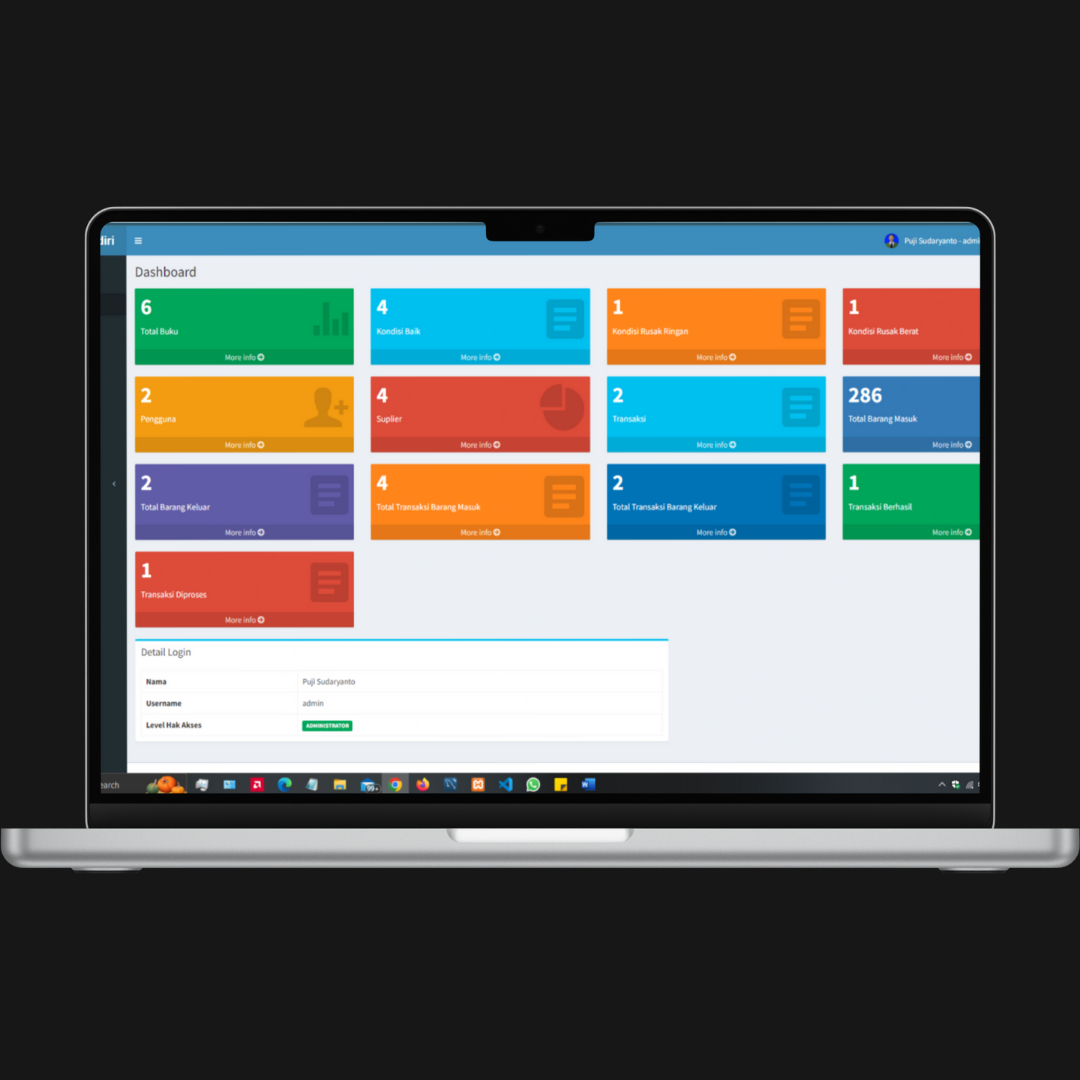 diri
Puji Sudaryanto - admi
Dashboard
6
Total Buku
More info
4
Kondisi Baik
More info
1
Kondisi Rusak Ringan
More info
1
Kondisi Rusak Berat
More info
2
Pengguna
More info
4
Suplier
More info
2
Transaksi
More info
286
Total Barang Masuk
More info
2
Total Barang Keluar
More info
4
Total Transaksi Barang Masuk
More info
2
Total Transaksi Barang Keluar
More info
1
Transaksi Berhasil
More info
1
Transaksi Diproses
More info
Detail Login
Nama Puji Sudaryanto
Username admin
Level Hak Akses ADMINISTRATOR
earch
99+